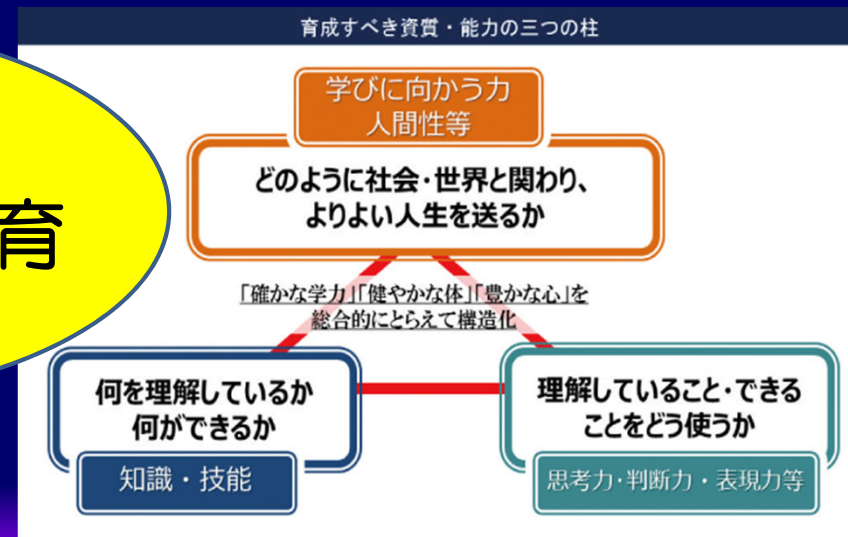 育成すべき資質・能力の三つの柱
学びに向かう力
人間性等
どのように社会・世界と関わり、
よりよい人生を送るか
育
「確かな学力」「健やかな体」「豊かな心」を
総合的にとらえて構造化
何を理解しているか
何ができるか
知識・技能
理解していること・できる
ことをどう使うか
思考力・判断力・表現力等